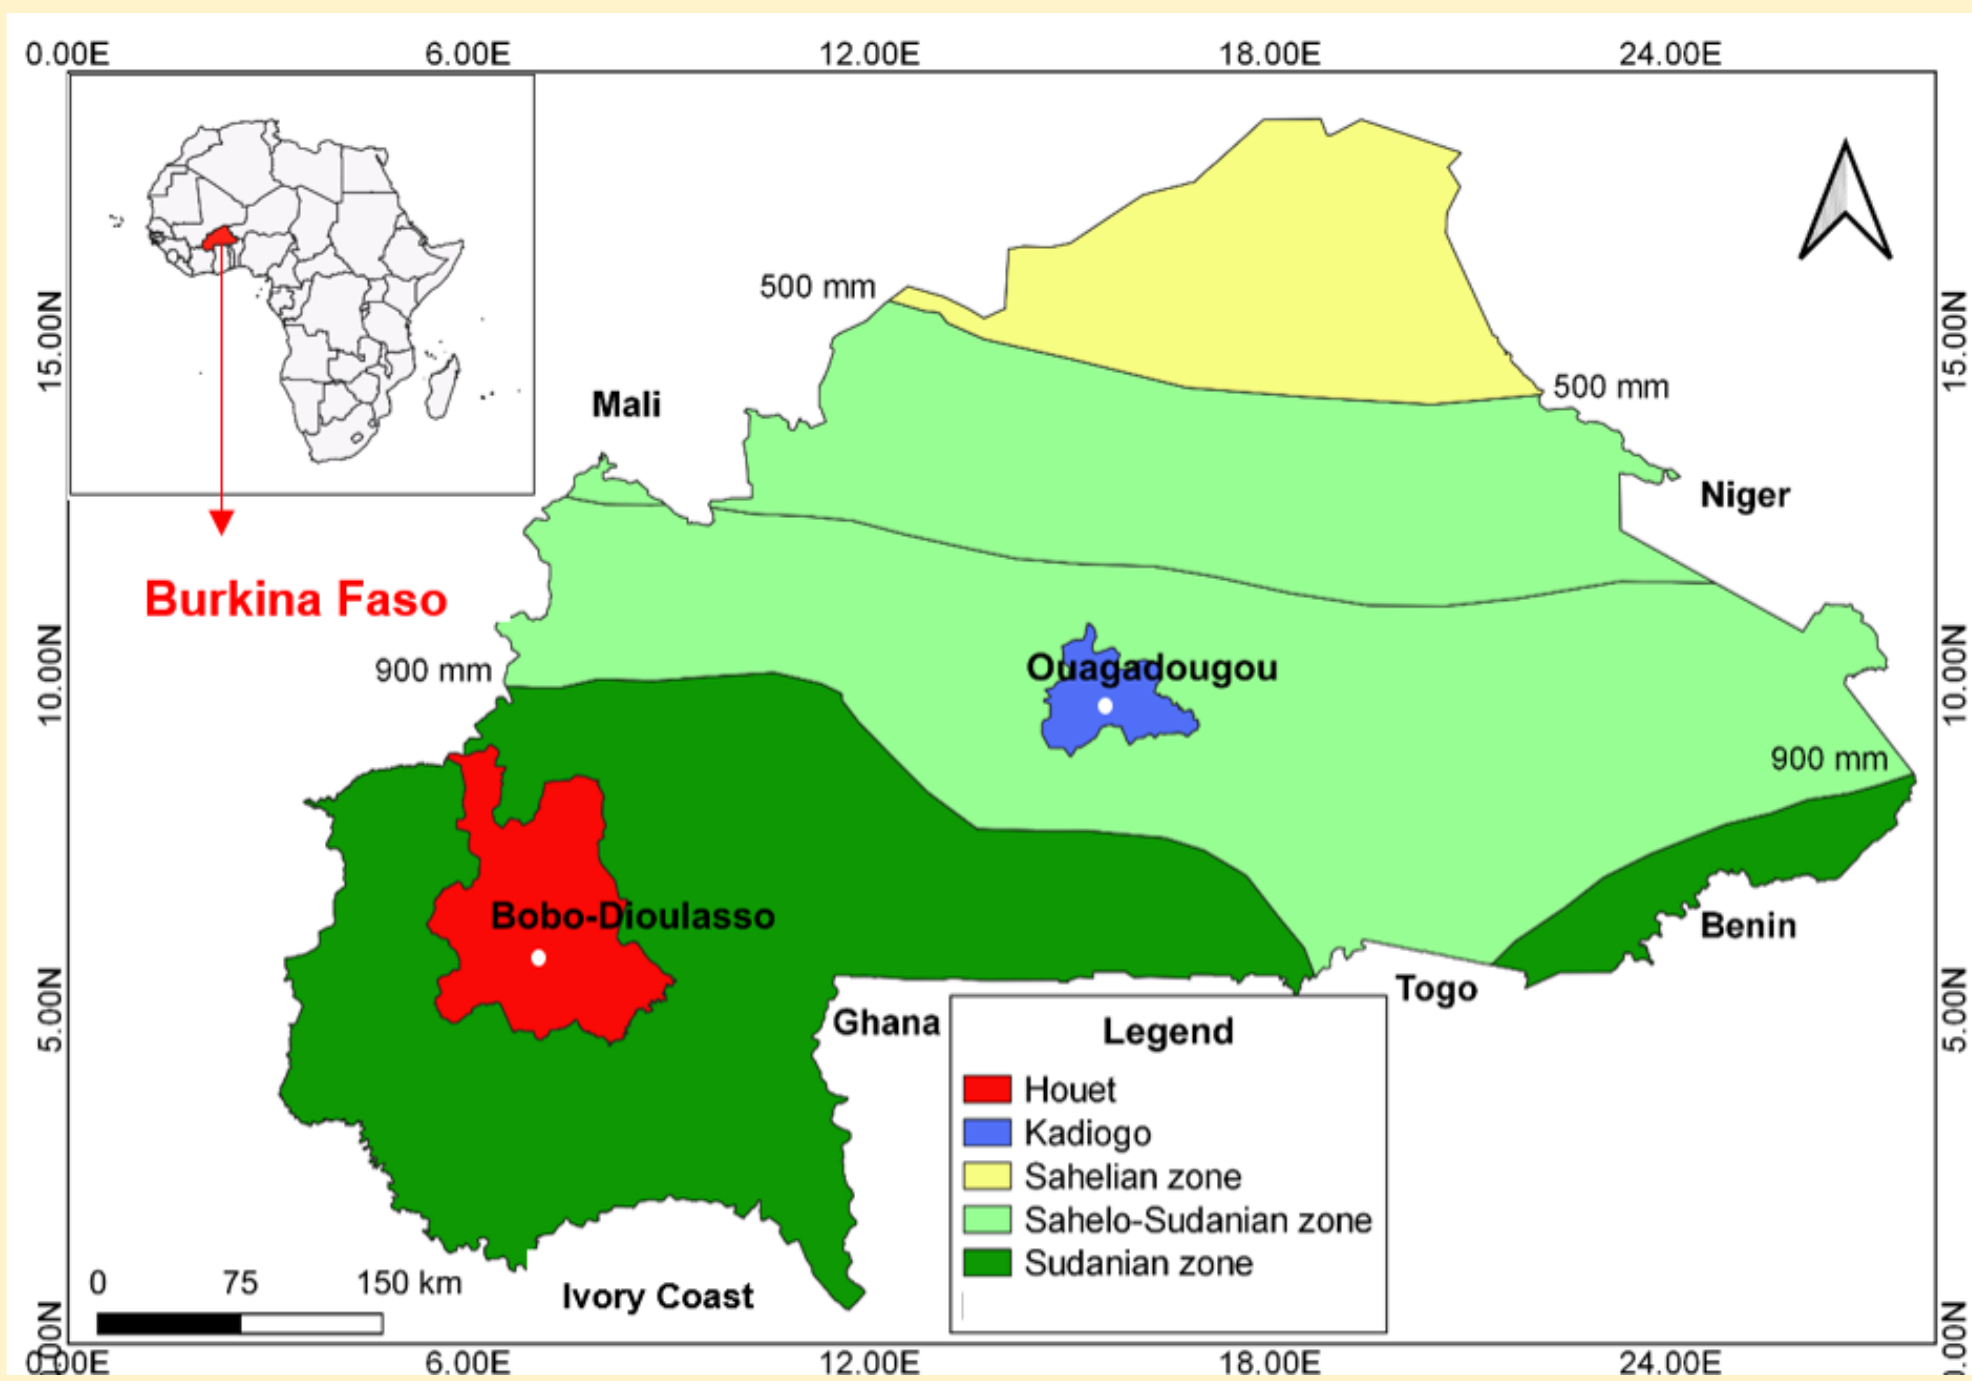 0.00E 6.00E 12.00E 18.00E 24.00E
500 mm
15.00N
15.00N
500 mm
Mali
Niger
Burkina Faso
10.00N
10.00N
900 mm
Ouagadougou
900 mm
Bobo-Dioulasso
Benin
5.00N
5.00N
Togo
Ghana
Legend
Houet
Kadiogo
Sahelian zone
Sahelo-Sudanian zone
Sudanian zone
0 75 150 km
Ivory Coast
.00N
0.00N
0.00E 6.00E 12.00E 18.00E 24.00E